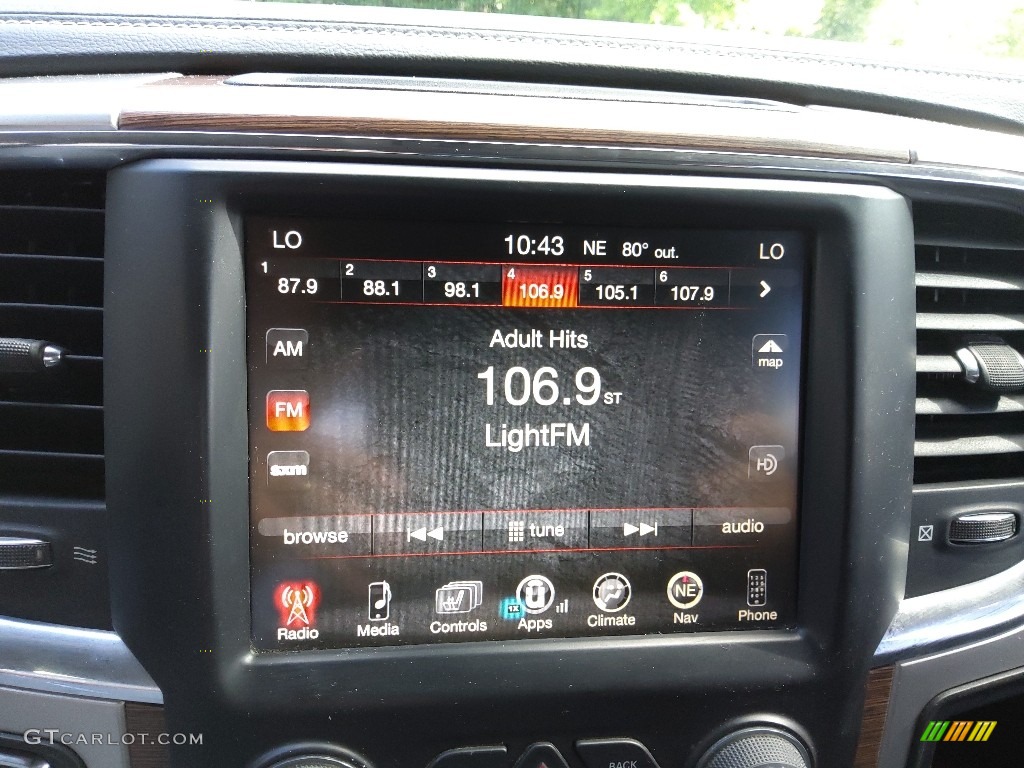 LO 10:43 NE 80° out. LO
1 2 3 4 5 6
87.9 88.1 98.1 106.9 105.1 107.9
AM Adult Hits map
FM 106.9 ST
LightFM
sxm HD
browse tune audio
1X NE
Radio Media Controls Apps Climate Nav Phone
GTCARLOT.COM
BACK